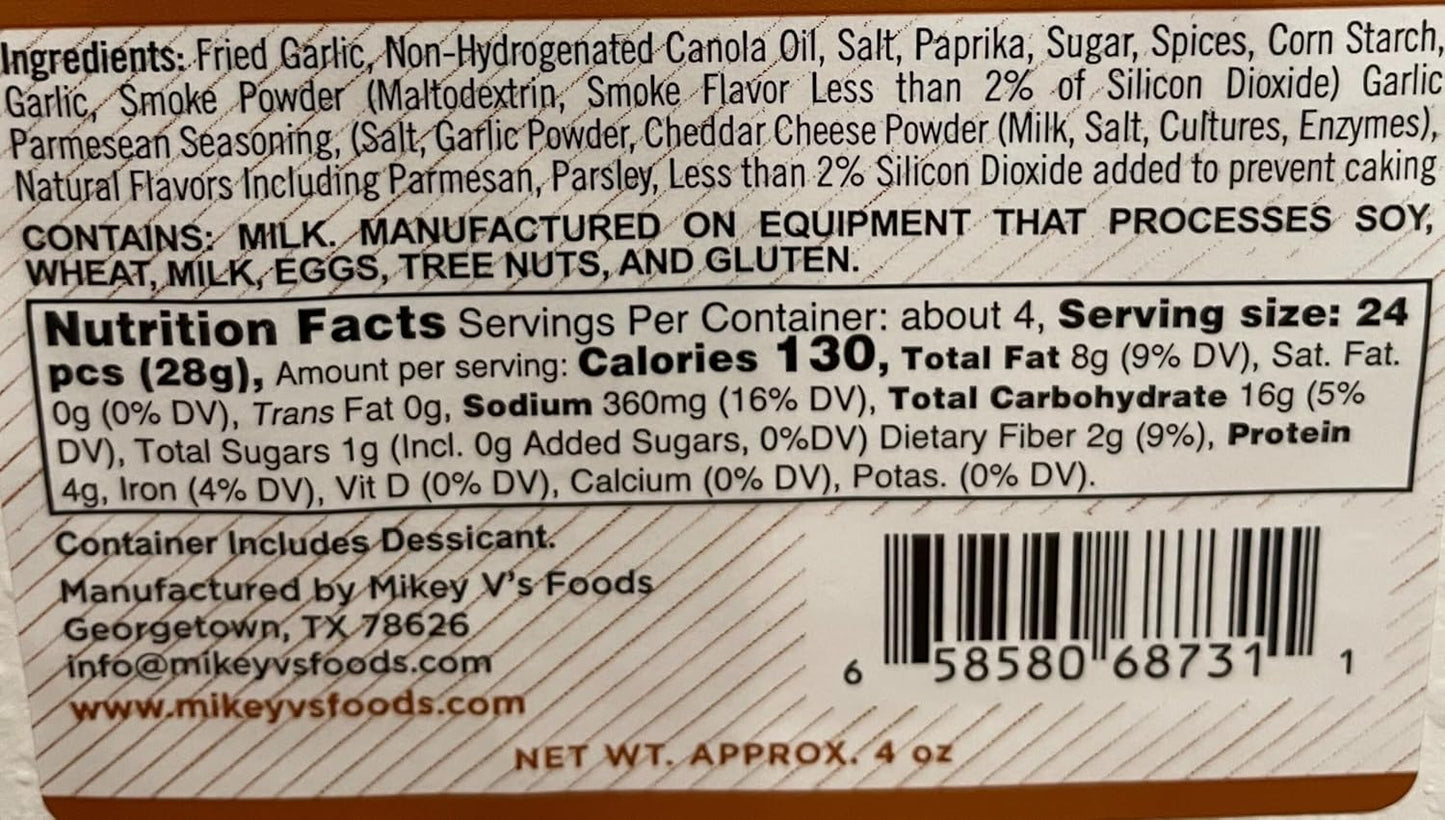 Ingredients: Fried Garlic, Non-Hydrogenated Canola Oil, Salt, Paprika, Sugar, Spices, Corn Starch,
Garlic, Smoke Powder (Maltodextrin, Smoke Flavor Less than 2% of Silicon Dioxide) Garlic
Parmesean Seasoning, (Salt, Garlic Powder, Cheddar Cheese Powder (Milk, Salt, Cultures, Enzymes),
Natural Flavors Including Parmesan, Parsley, Less than 2% Silicon Dioxide added to prevent caking
CONTAINS: MILK. MANUFACTURED ON EQUIPMENT THAT PROCESSES SOY,
WHEAT, MILK, EGGS, TREE NUTS, AND GLUTEN.
Nutrition Facts Servings Per Container: about 4, Serving size: 24
pcs (28g), Amount per serving: Calories 130, Total Fat 8g (9% DV), Sat. Fat.
0g (0% DV), Trans Fat 0g, Sodium 360mg (16% DV), Total Carbohydrate 16g (5%
DV), Total Sugars 1g (Incl. 0g Added Sugars, 0%DV) Dietary Fiber 2g (9%), Protein
4g, Iron (4% DV), Vit D (0% DV), Calcium (0% DV), Potas. (0% DV).
Container Includes Dessicant.
Manufactured by Mikey V's Foods
Georgetown, TX 78626
info@mikeyvsfoods.com
www.mikeyvsfoods.com
6 58580 68731 1
NET WT. APPROX. 4 oz